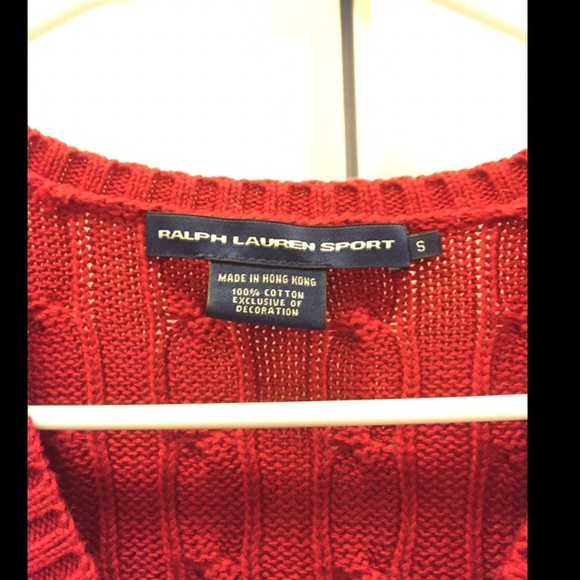 RALPH LAUREN SPORT
S
MADE IN HONG KONG
100% COTTON
EXCLUSIVE OF
DECORATION